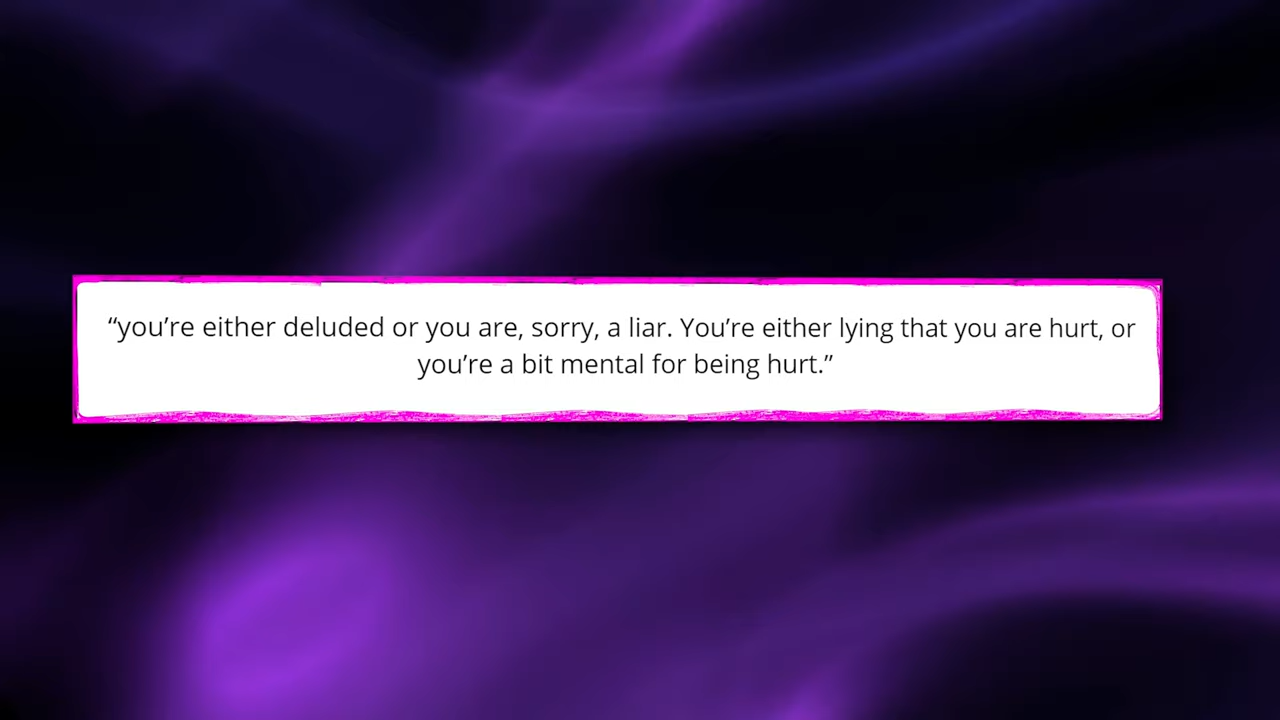 “you’re either deluded or you are, sorry, a liar. You’re either lying that you are hurt, or
you’re a bit mental for being hurt.”